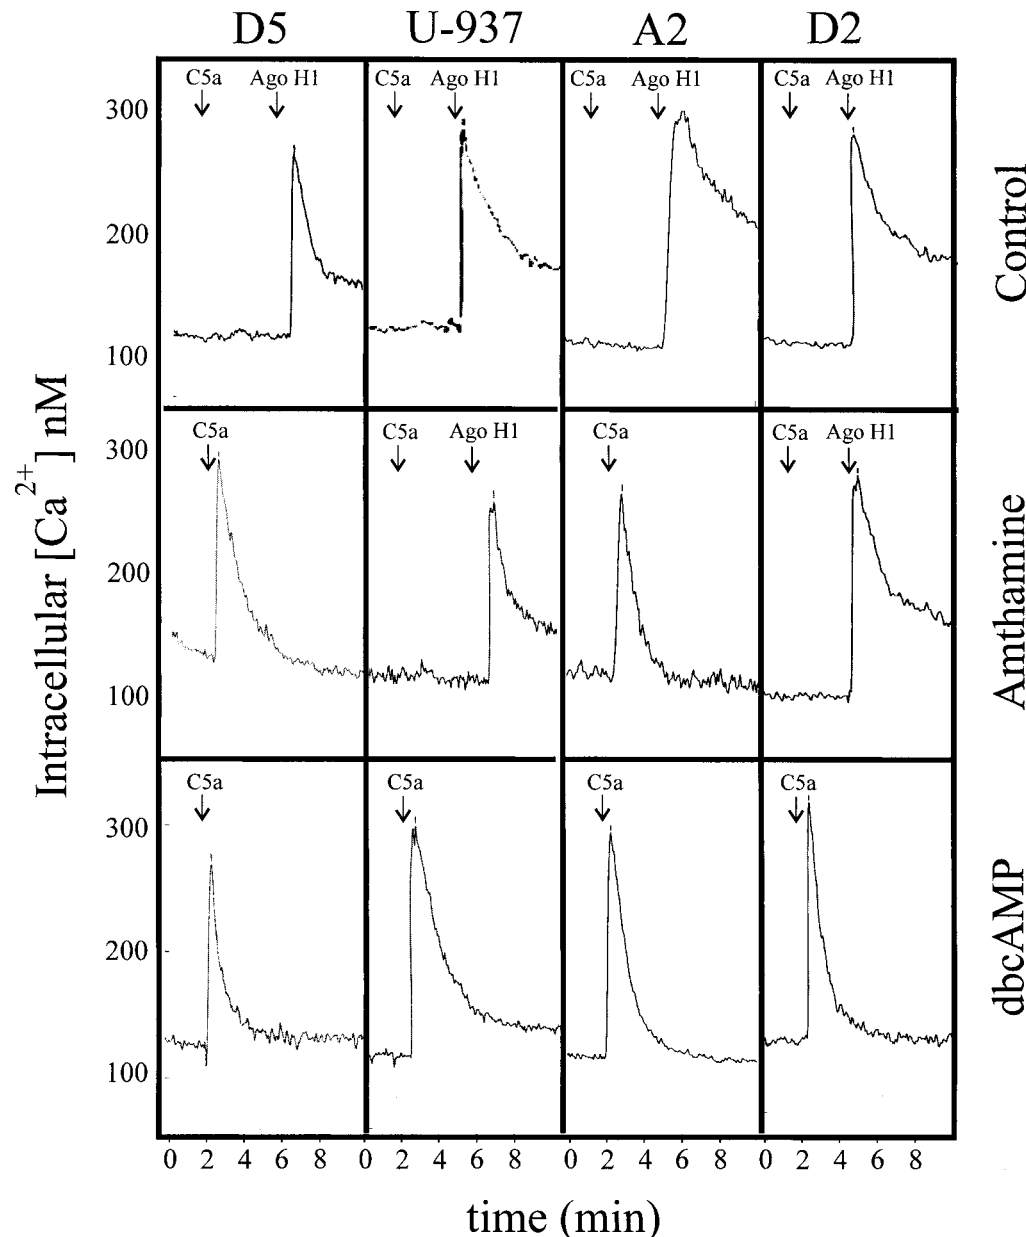 D5 U-937 A2 D2
C5a Ago H1 C5a Ago H1 C5a Ago H1 C5a Ago H1
300
200
100
Control
C5a C5a Ago H1 C5a C5a Ago H1
300
200
100
Amthamine
C5a C5a C5a C5a
300
200
100
dbcAMP
Intracellular [Ca2+] nM
0 2 4 6 8 0 2 4 6 8 0 2 4 6 8 0 2 4 6 8
time (min)